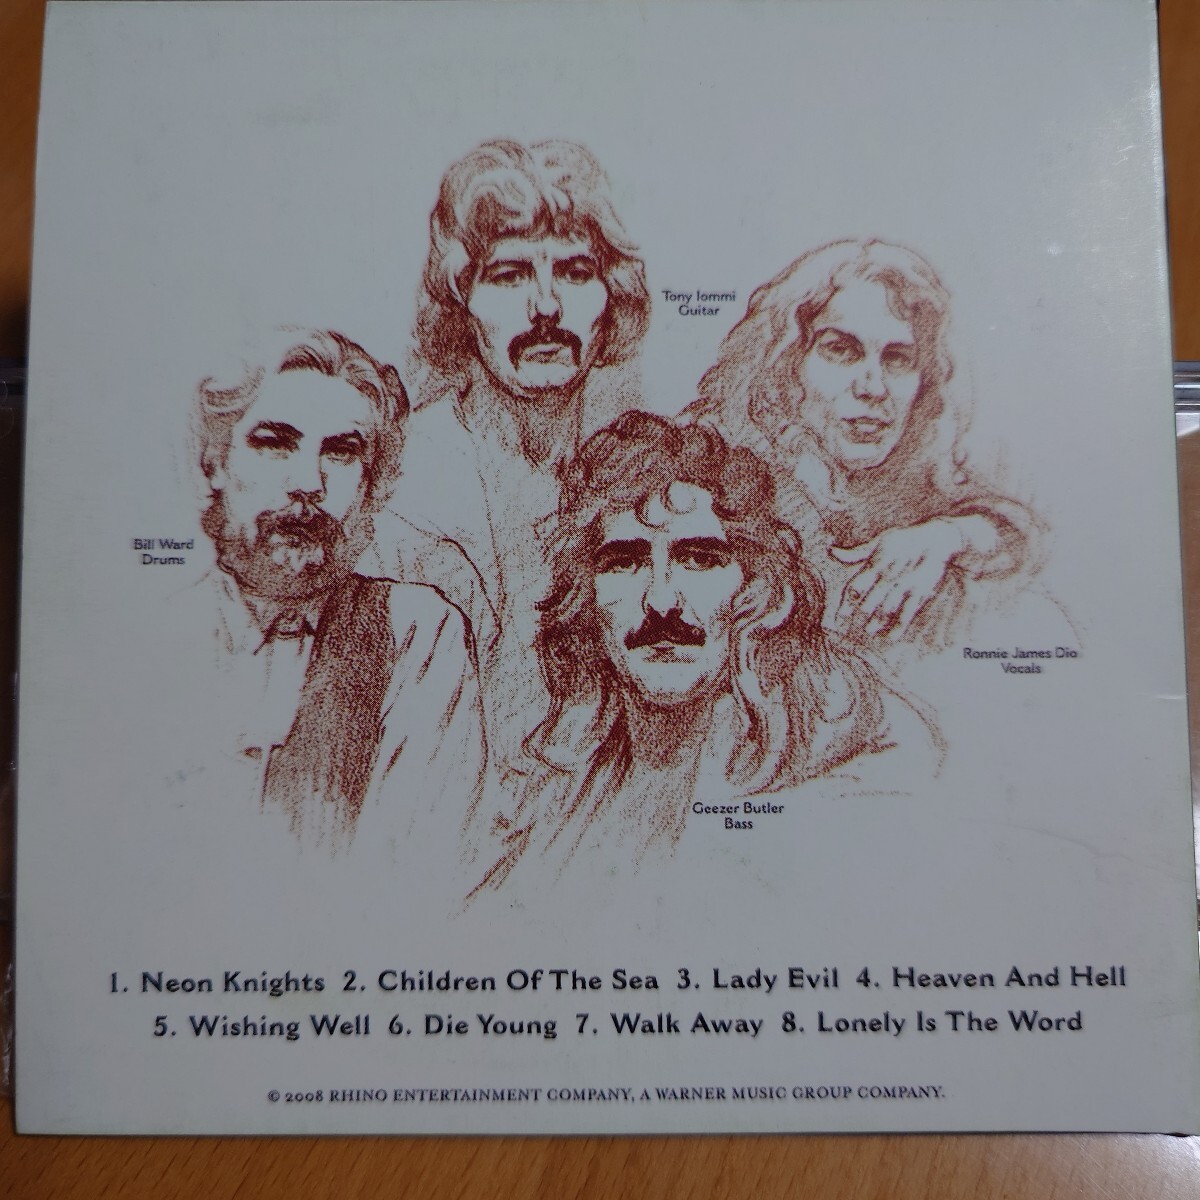 Tony Iommi
Guitar
Bill Ward
Drums
Ronnie James Dio
Vocals
Geezer Butler
Bass
1. Neon Knights 2. Children Of The Sea 3. Lady Evil 4. Heaven And Hell
5. Wishing Well 6. Die Young 7. Walk Away 8. Lonely Is The Word
© 2008 RHINO ENTERTAINMENT COMPANY, A WARNER MUSIC GROUP COMPANY.